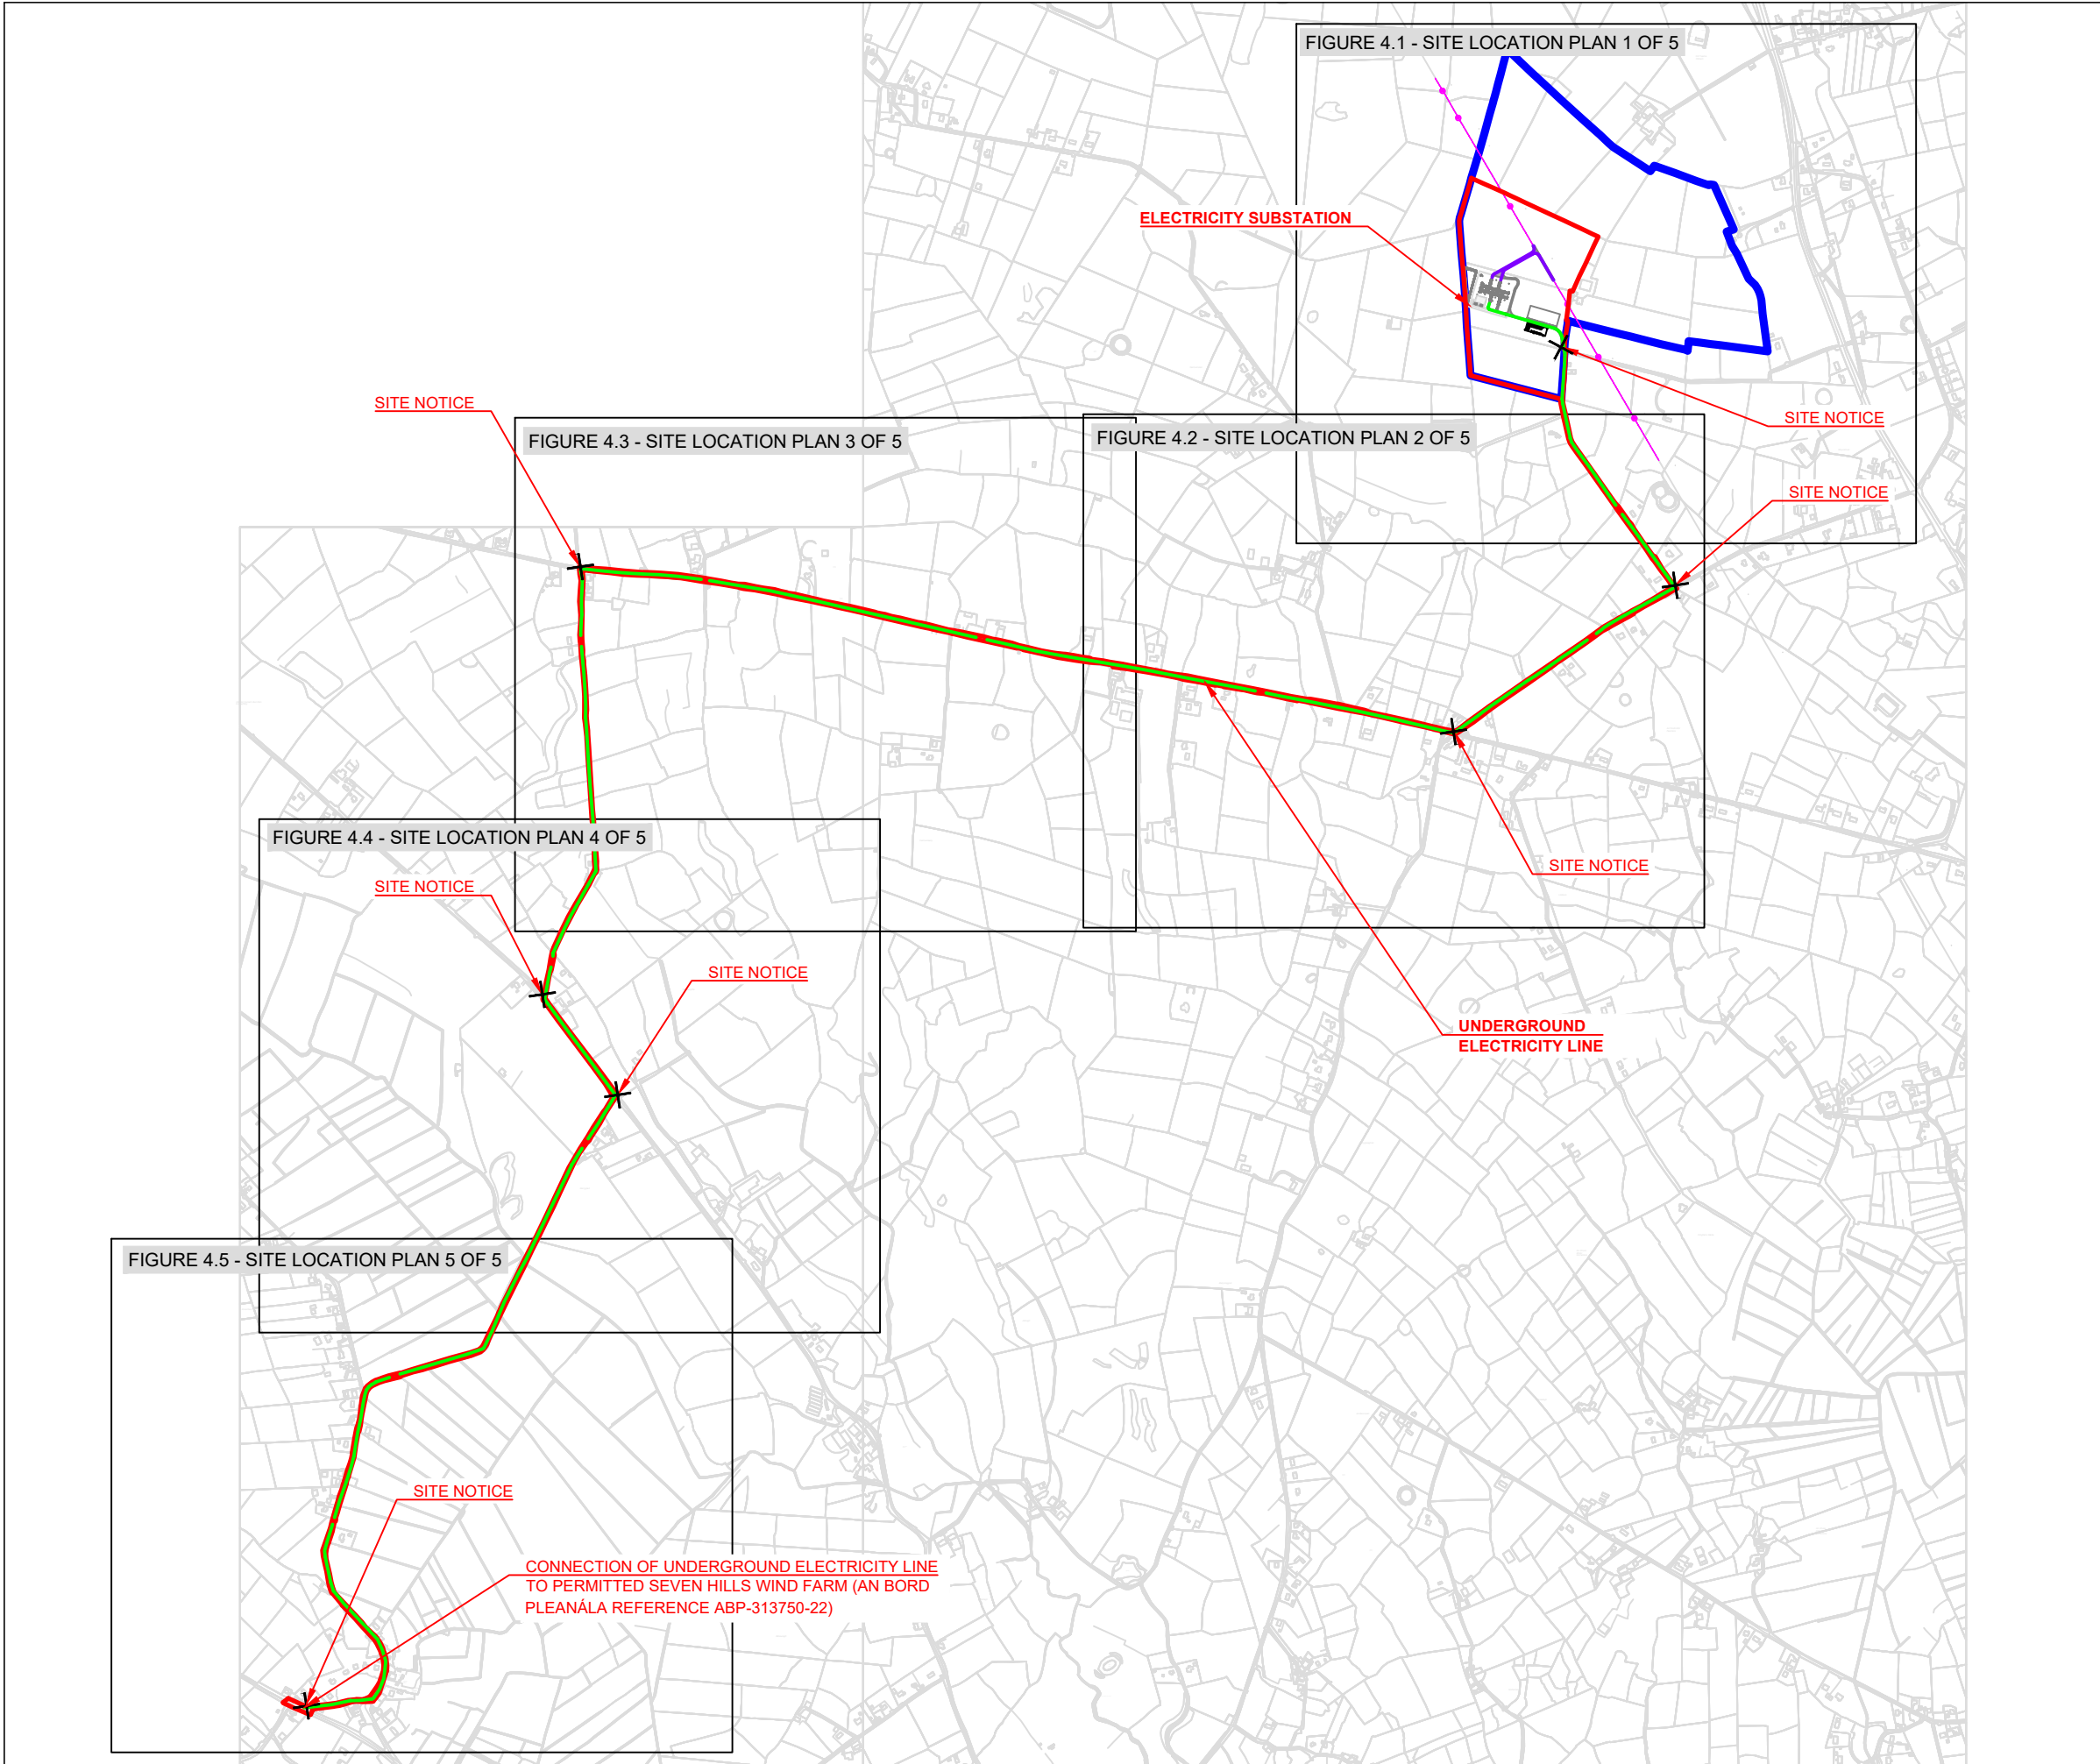 FIGURE 4.1 - SITE LOCATION PLAN 1 OF 5
ELECTRICITY SUBSTATION
SITE NOTICE
SITE NOTICE
FIGURE 4.3 - SITE LOCATION PLAN 3 OF 5
FIGURE 4.2 - SITE LOCATION PLAN 2 OF 5
SITE NOTICE
FIGURE 4.4 - SITE LOCATION PLAN 4 OF 5
SITE NOTICE
SITE NOTICE
SITE NOTICE
UNDERGROUND
ELECTRICITY LINE
FIGURE 4.5 - SITE LOCATION PLAN 5 OF 5
SITE NOTICE
CONNECTION OF UNDERGROUND ELECTRICITY LINE
TO PERMITTED SEVEN HILLS WIND FARM (AN BORD
PLEANÁLA REFERENCE ABP-313750-22)